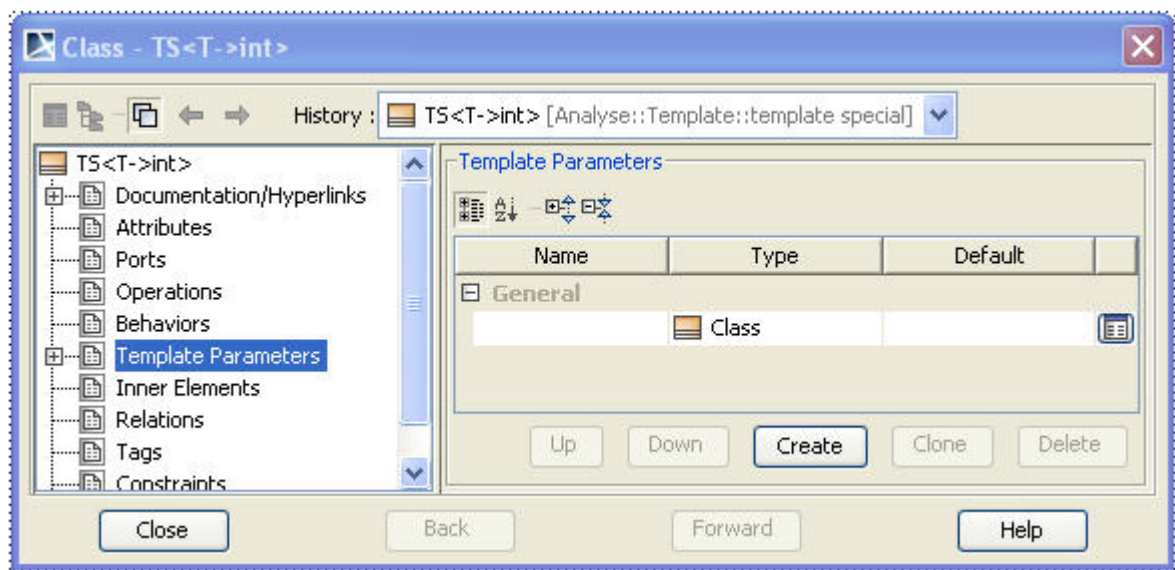 Class - TS<T->int>
History : TS<T->int> [Analyse::Template::template special]
TS<T->int>
Documentation/Hyperlinks
Attributes
Ports
Operations
Behaviors
Template Parameters
Inner Elements
Relations
Tags
Constraints
Template Parameters
Name Type Default
General
Class
Up Down Create Clone Delete
Close Back Forward Help